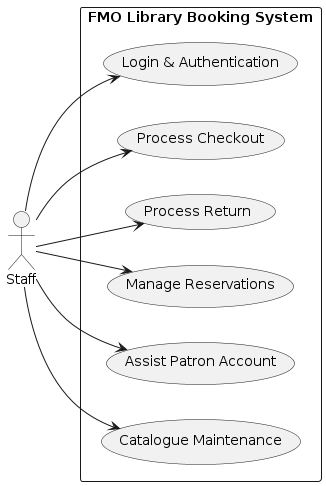 FMO Library Booking System
Login & Authentication
Process Checkout
Process Return
Manage Reservations
Staff
Assist Patron Account
Catalogue Maintenance